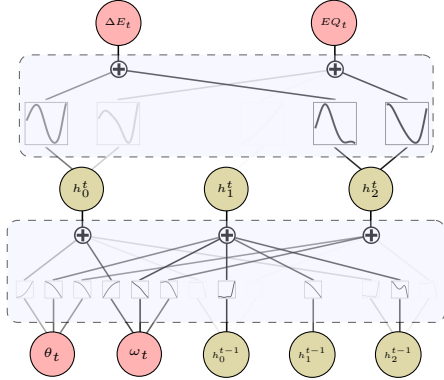 ΔE_t EQ_t
h_0^t h_1^t h_2^t
θ_t ω_t h_0^{t-1} h_1^{t-1} h_2^{t-1}